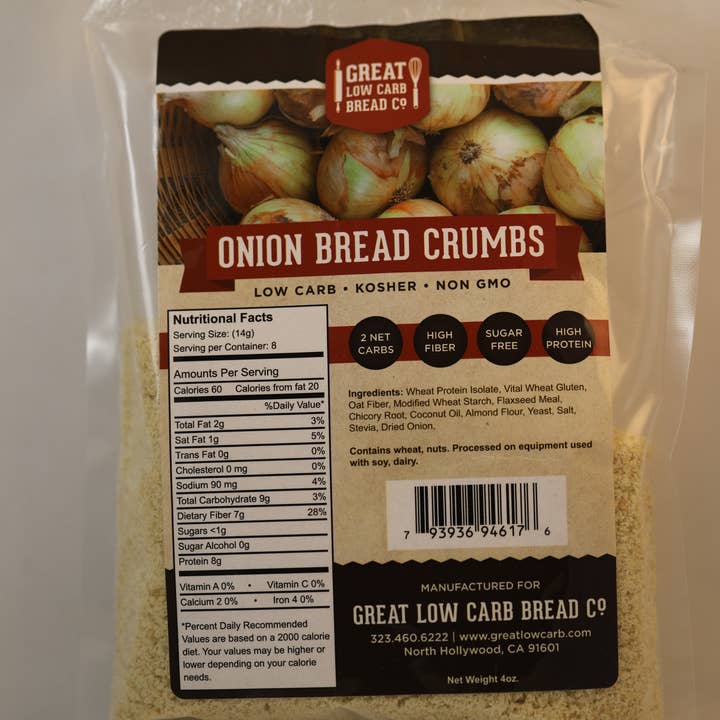 GREAT
LOW CARB
BREAD CO
ONION BREAD CRUMBS
LOW CARB • KOSHER • NON GMO
Nutritional Facts
Serving Size: (14g)
Serving per Container: 8
Amounts Per Serving
Calories 60 Calories from fat 20
%Daily Value*
Total Fat 2g 3%
Sat Fat 1g 5%
Trans Fat 0g 0%
Cholesterol 0 mg 0%
Sodium 90 mg 4%
Total Carbohydrate 9g 3%
Dietary Fiber 7g 28%
Sugars <1g
Sugar Alcohol 0g
Protein 8g
Vitamin A 0% • Vitamin C 0%
Calcium 2 0% • Iron 4 0%
*Percent Daily Recommended
Values are based on a 2000 calorie
diet. Your values may be higher or
lower depending on your calorie
needs.
2 NET
CARBS
HIGH
FIBER
SUGAR
FREE
HIGH
PROTEIN
Ingredients: Wheat Protein Isolate, Vital Wheat Gluten,
Oat Fiber, Modified Wheat Starch, Flaxseed Meal,
Chicory Root, Coconut Oil, Almond Flour, Yeast, Salt,
Stevia, Dried Onion.
Contains wheat, nuts. Processed on equipment used
with soy, dairy.
7 93936 94617 6
MANUFACTURED FOR
GREAT LOW CARB BREAD CO
323.460.6222 | www.greatlowcarb.com
North Hollywood, CA 91601
Net Weight 4oz.